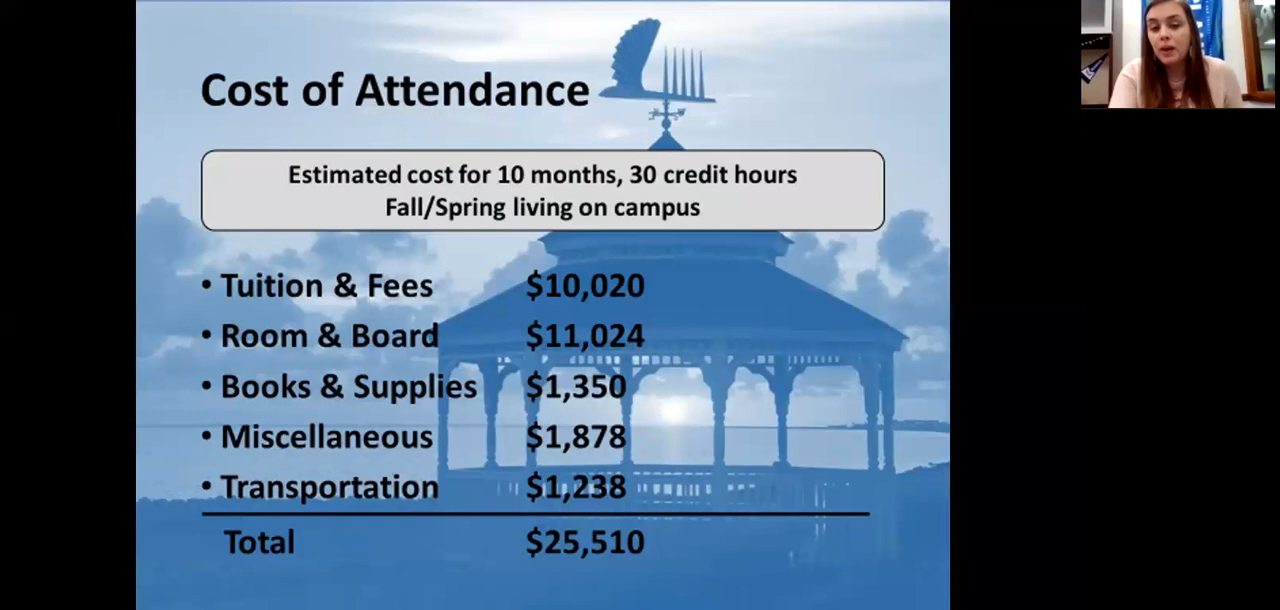 Cost of Attendance
Estimated cost for 10 months, 30 credit hours
Fall/Spring living on campus
• Tuition & Fees $10,020
• Room & Board $11,024
• Books & Supplies $1,350
• Miscellaneous $1,878
• Transportation $1,238
Total $25,510